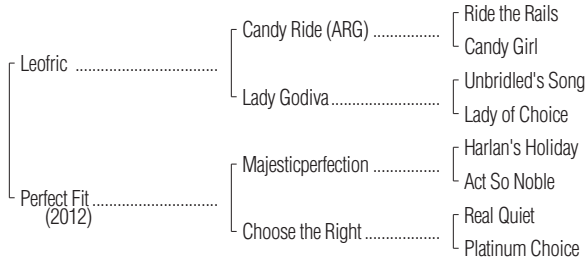 Ride the Rails
Candy Ride (ARG) ................
Candy Girl
Leofric ..................................
Unbridled's Song
Lady Godiva..........................
Lady of Choice
Harlan's Holiday
Majesticperfection ................
Act So Noble
Perfect Fit..............................
(2012)
Real Quiet
Choose the Right ..................
Platinum Choice